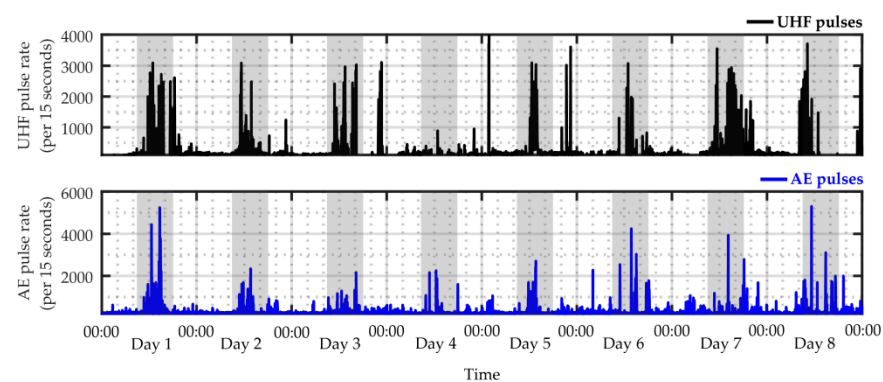 UHF pulses
UHF pulse rate
(per 15 seconds)
4000
3000
2000
1000
AE pulses
AE pulse rate
(per 15 seconds)
6000
4000
2000
00:00 00:00 00:00 00:00 00:00 00:00 00:00 00:00 00:00
Day 1 Day 2 Day 3 Day 4 Day 5 Day 6 Day 7 Day 8
Time